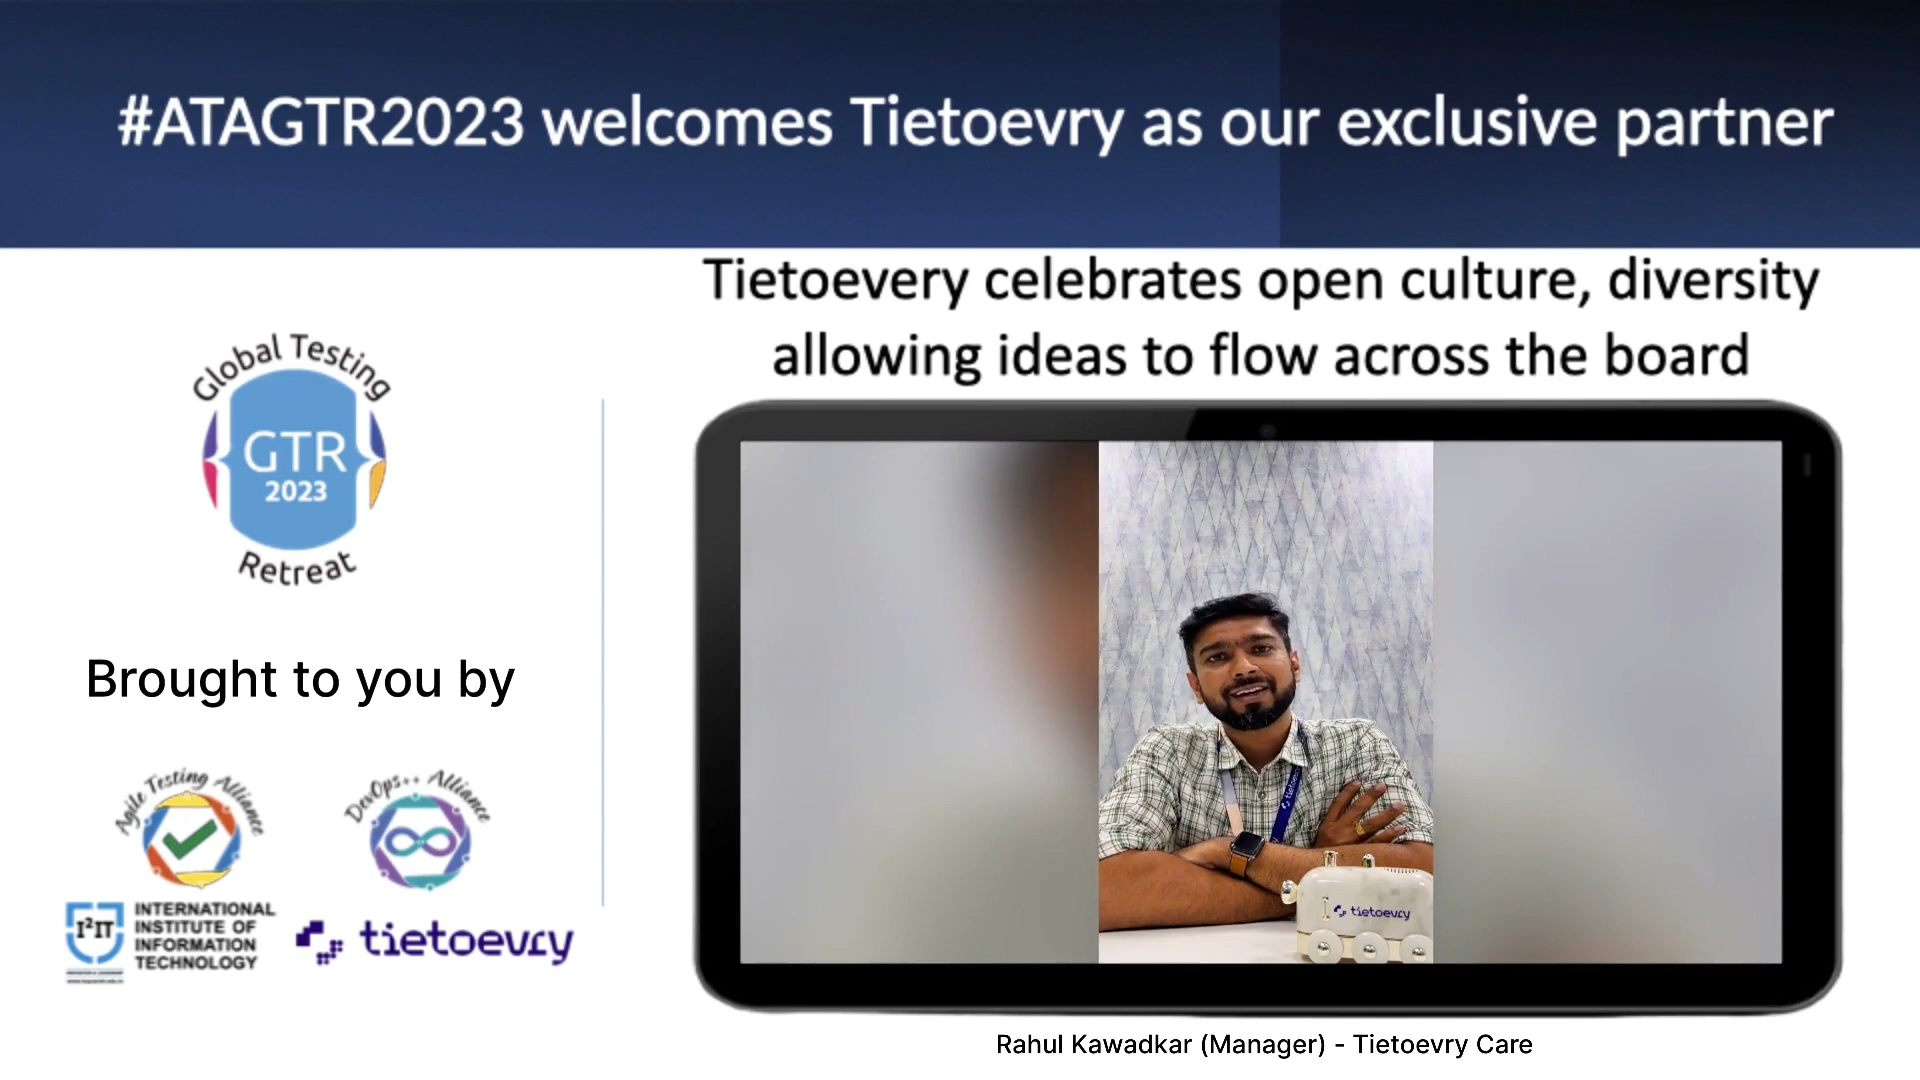 #ATAGTR2023 welcomes Tietoevry as our exclusive partner
Tietoevery celebrates open culture, diversity
allowing ideas to flow across the board
Global Testing
GTR
2023
Retreat
Brought to you by
Agile Testing Alliance
DevOps++ Alliance
I²IT
INTERNATIONAL
INSTITUTE OF
INFORMATION
TECHNOLOGY
tietoevry
tietoevry
Rahul Kawadkar (Manager) - Tietoevry Care